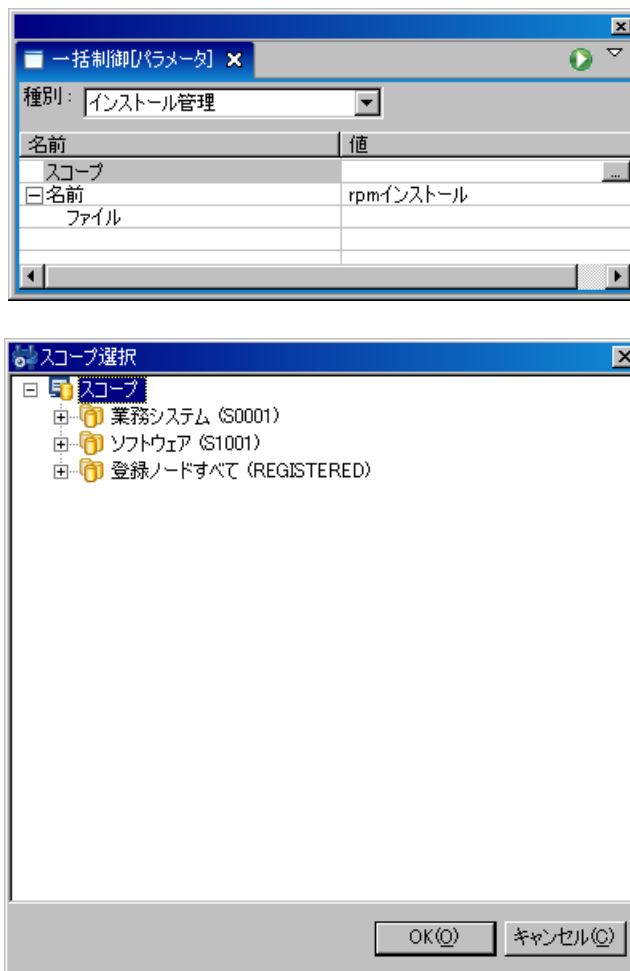 一括制御[パラメータ]
種別: インストール管理
名前 値
スコープ ...
名前 rpmインストール
ファイル
スコープ選択
スコープ
業務システム (S0001)
ソフトウェア (S1001)
登録ノードすべて (REGISTERED)
OK(O) キャンセル(C)